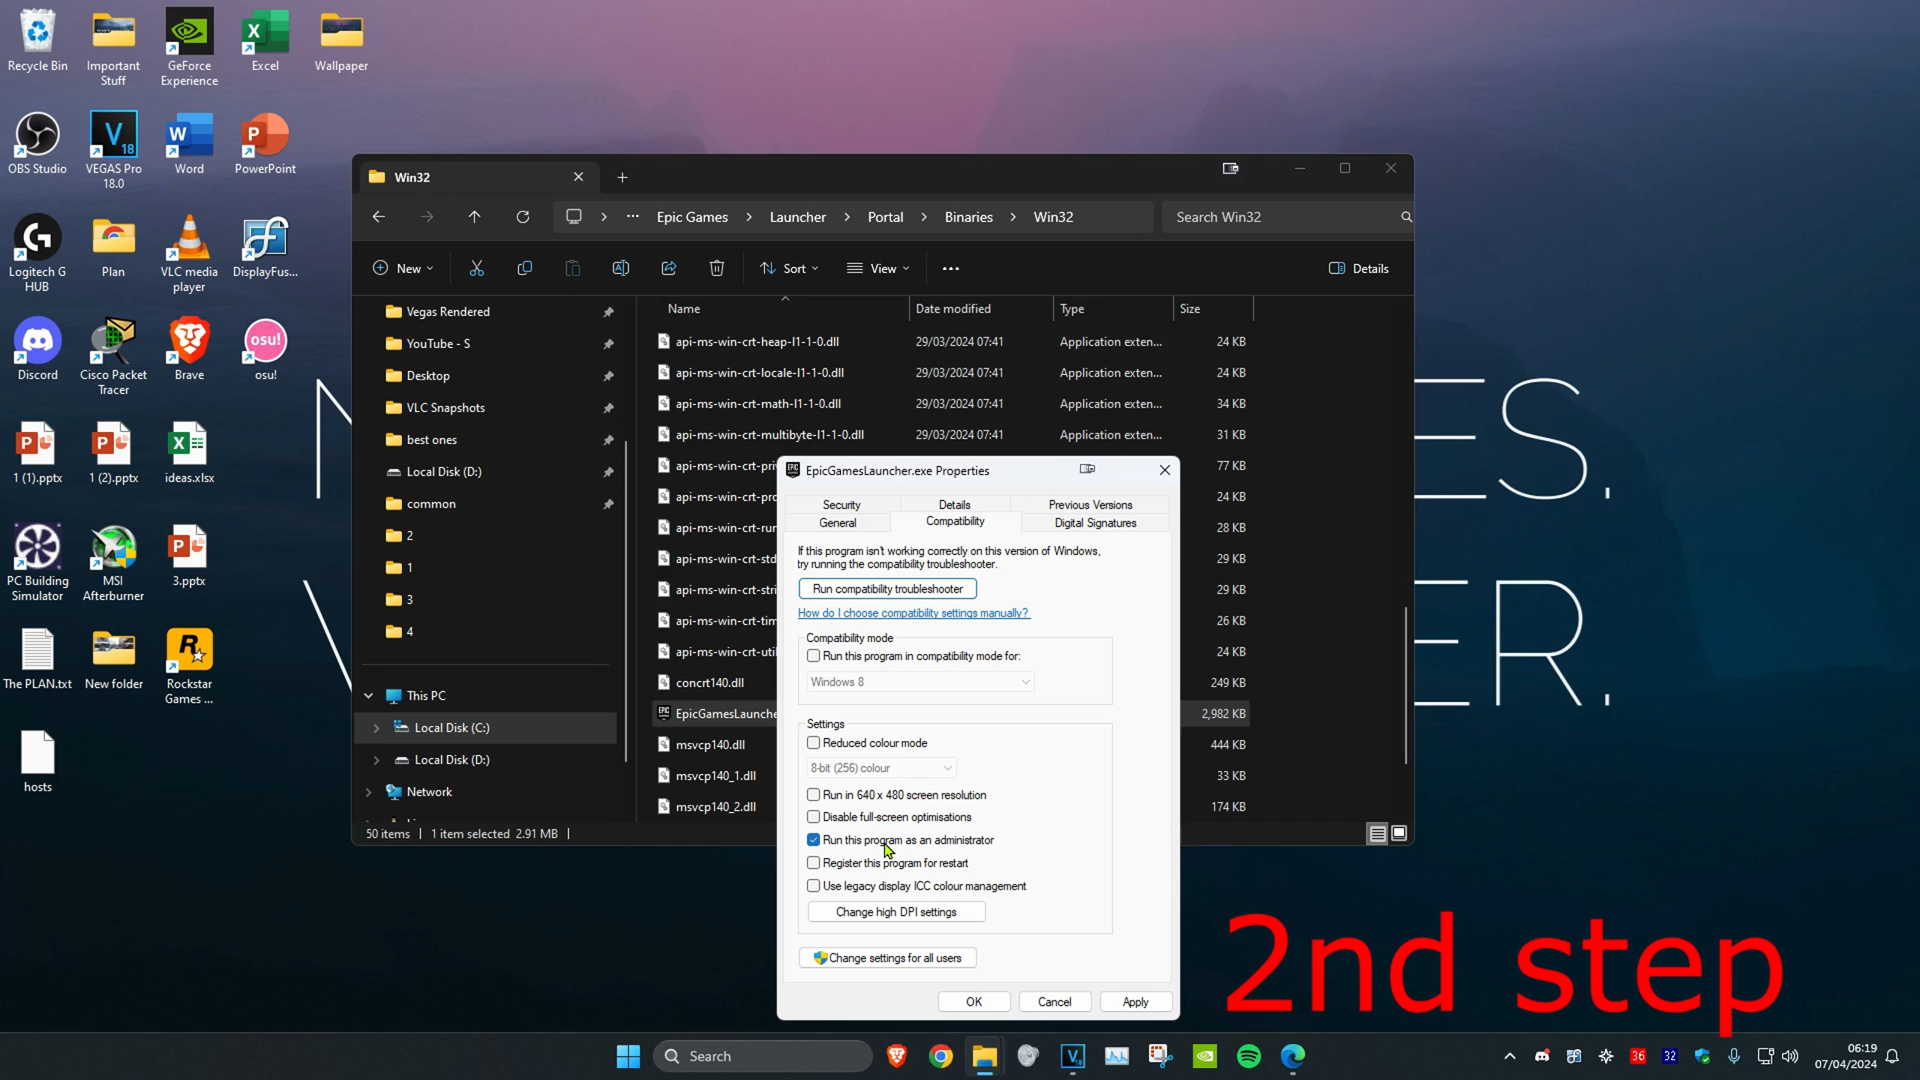 Recycle Bin
Important Stuff
GeForce Experience
Excel
Wallpaper
OBS Studio
VEGAS Pro 18.0
Word
PowerPoint
Logitech G HUB
Plan
VLC media player
DisplayFus...
Discord
Cisco Packet Tracer
Brave
osu!
1 (1).pptx
1 (2).pptx
ideas.xlsx
PC Building Simulator
MSI Afterburner
3.pptx
The PLAN.txt
New folder
Rockstar Games ...
hosts
Win32
Epic Games > Launcher > Portal > Binaries > Win32
Search Win32
New
Sort
View
Details
Vegas Rendered
YouTube - S
Desktop
VLC Snapshots
best ones
Local Disk (D:)
common
2
1
3
4
This PC
Local Disk (C:)
Local Disk (D:)
Network
Name Date modified Type Size
api-ms-win-crt-heap-l1-1-0.dll 29/03/2024 07:41 Application exten... 24 KB
api-ms-win-crt-locale-l1-1-0.dll 29/03/2024 07:41 Application exten... 24 KB
api-ms-win-crt-math-l1-1-0.dll 29/03/2024 07:41 Application exten... 34 KB
api-ms-win-crt-multibyte-l1-1-0.dll 29/03/2024 07:41 Application exten... 31 KB
api-ms-win-crt-pri 77 KB
api-ms-win-crt-pro 24 KB
api-ms-win-crt-run 28 KB
api-ms-win-crt-std 29 KB
api-ms-win-crt-stri 29 KB
api-ms-win-crt-tim 26 KB
api-ms-win-crt-util 24 KB
concrt140.dll 249 KB
EpicGamesLaunche 2,982 KB
msvcp140.dll 444 KB
msvcp140_1.dll 33 KB
msvcp140_2.dll 174 KB
50 items | 1 item selected 2.91 MB |
EpicGamesLauncher.exe Properties
Security Details Previous Versions
General Compatibility Digital Signatures
If this program isn't working correctly on this version of Windows,
try running the compatibility troubleshooter.
Run compatibility troubleshooter
How do I choose compatibility settings manually?
Compatibility mode
Run this program in compatibility mode for:
Windows 8
Settings
Reduced colour mode
8-bit (256) colour
Run in 640 x 480 screen resolution
Disable full-screen optimisations
Run this program as an administrator
Register this program for restart
Use legacy display ICC colour management
Change high DPI settings
Change settings for all users
OK Cancel Apply
ES.
ER.
2nd step
Search
36
32
06:19
07/04/2024